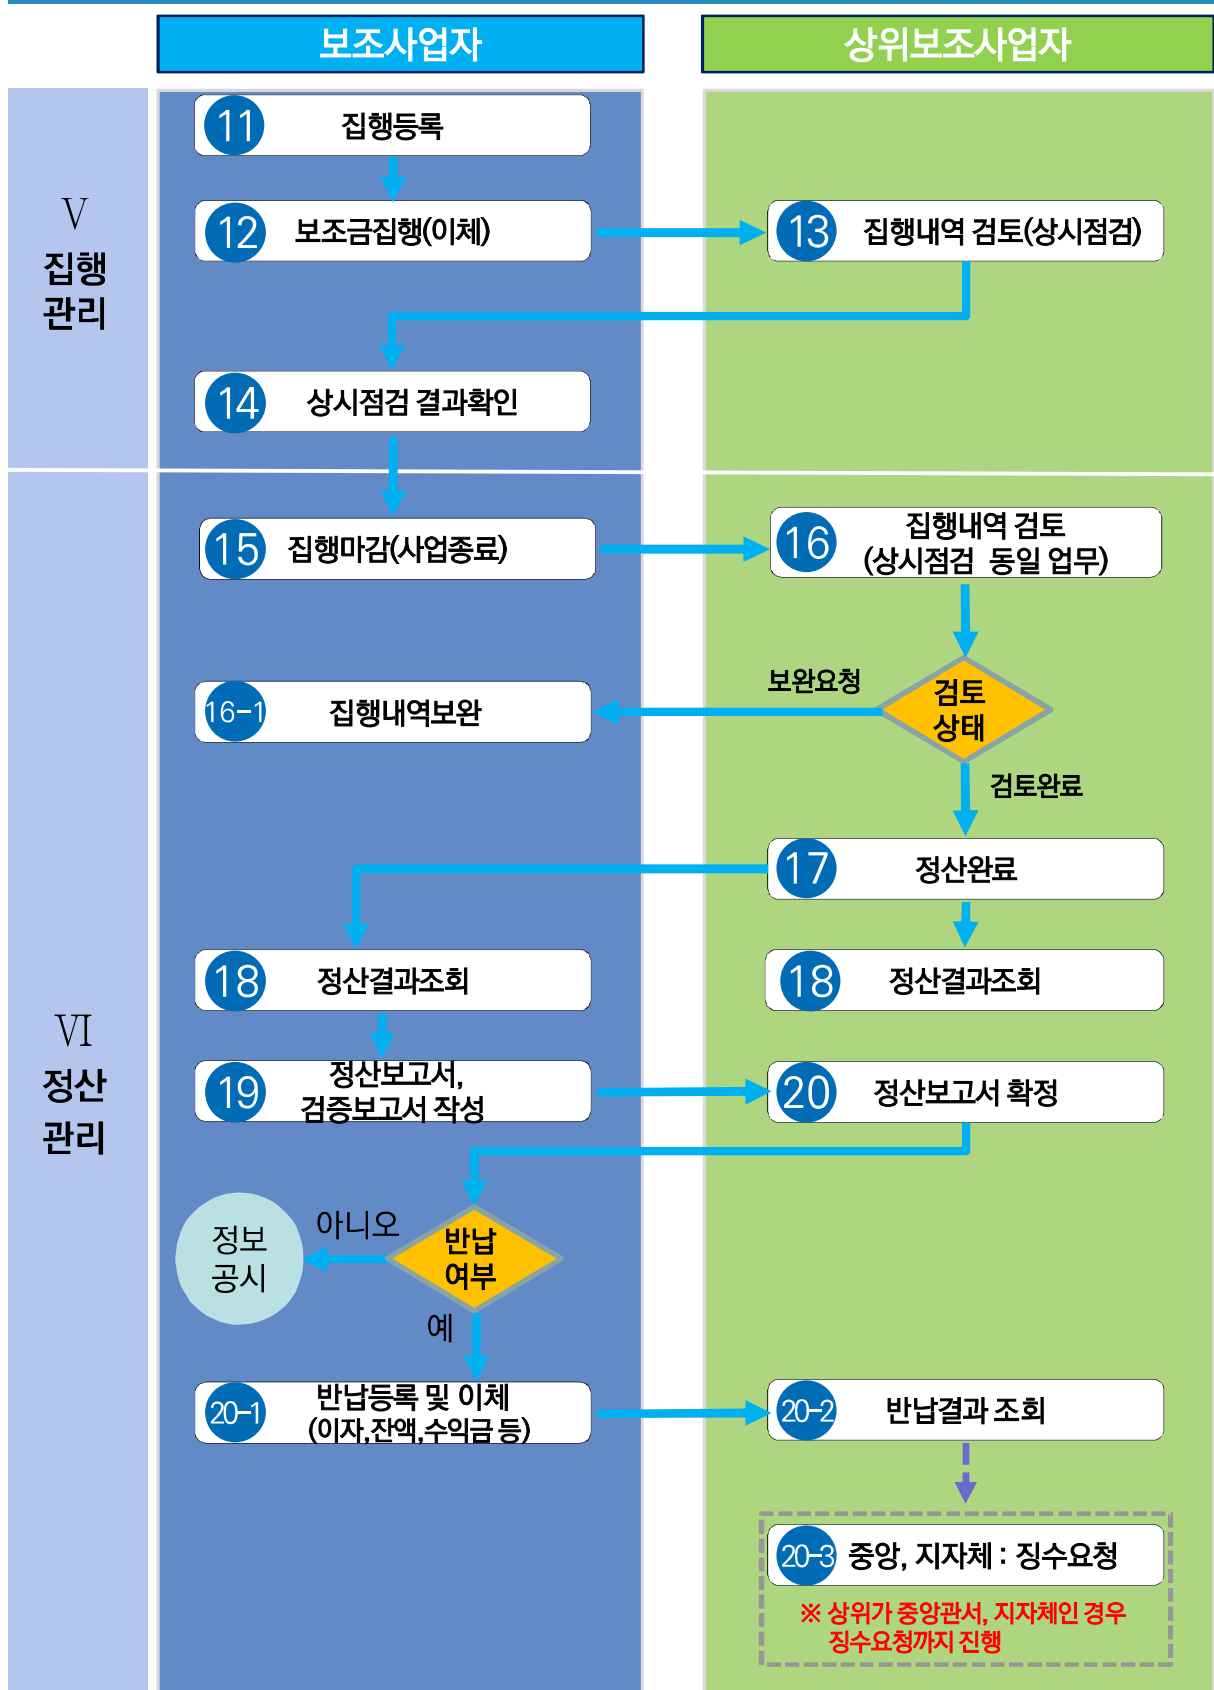 보조사업자
상위보조사업자
Ⅴ
집행
관리
11 집행등록
12 보조금집행(이체)
13 집행내역 검토(상시점검)
14 상시점검 결과확인
Ⅵ
정산
관리
15 집행마감(사업종료)
16 집행내역 검토
(상시점검 동일 업무)
검토
상태
보완요청
16-1 집행내역보완
검토완료
17 정산완료
18 정산결과조회
18 정산결과조회
19 정산보고서,
검증보고서 작성
20 정산보고서 확정
반납
여부
아니오
정보
공시
예
20-1 반납등록 및 이체
(이자,잔액,수익금 등)
20-2 반납결과 조회
20-3 중앙, 지자체 : 징수요청
※ 상위가 중앙관서, 지자체인 경우
징수요청까지 진행